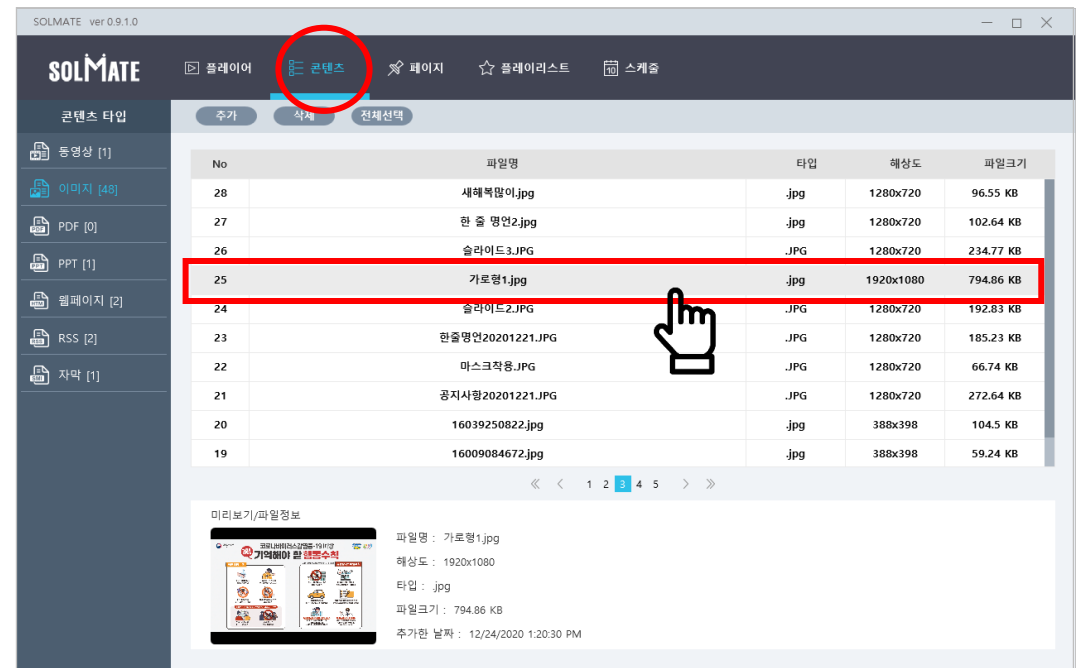 SOLMATE ver 0.9.1.0
SOLMATE 플레이어 콘텐츠 페이지 플레이리스트 10 스케줄
콘텐츠 타입 추가 삭제 전체선택
동영상 [1]
이미지 [48]
PDF PDF [0]
PPT PPT [1]
웹페이지 [2]
RSS [2]
자막 [1]
No 파일명 타입 해상도 파일크기
28 새해복많이.jpg .jpg 1280x720 96.55 KB
27 한 줄 명언2.jpg .jpg 1280x720 102.64 KB
26 슬라이드3.JPG .JPG 1280x720 234.77 KB
25 가로형1.jpg .jpg 1920x1080 794.86 KB
24 슬라이드2.JPG .JPG 1280x720 192.83 KB
23 한줄명언20201221.JPG .JPG 1280x720 185.23 KB
22 마스크착용.JPG .JPG 1280x720 66.74 KB
21 공지사항20201221.JPG .JPG 1280x720 272.64 KB
20 16039250822.jpg .jpg 388x398 104.5 KB
19 16009084672.jpg .jpg 388x398 59.24 KB
≪ < 1 2 3 4 5 > ≫
미리보기/파일정보
기억해야 할 행동수칙
파일명 : 가로형1.jpg
해상도 : 1920x1080
타입 : .jpg
파일크기 : 794.86 KB
추가한 날짜 : 12/24/2020 1:20:30 PM